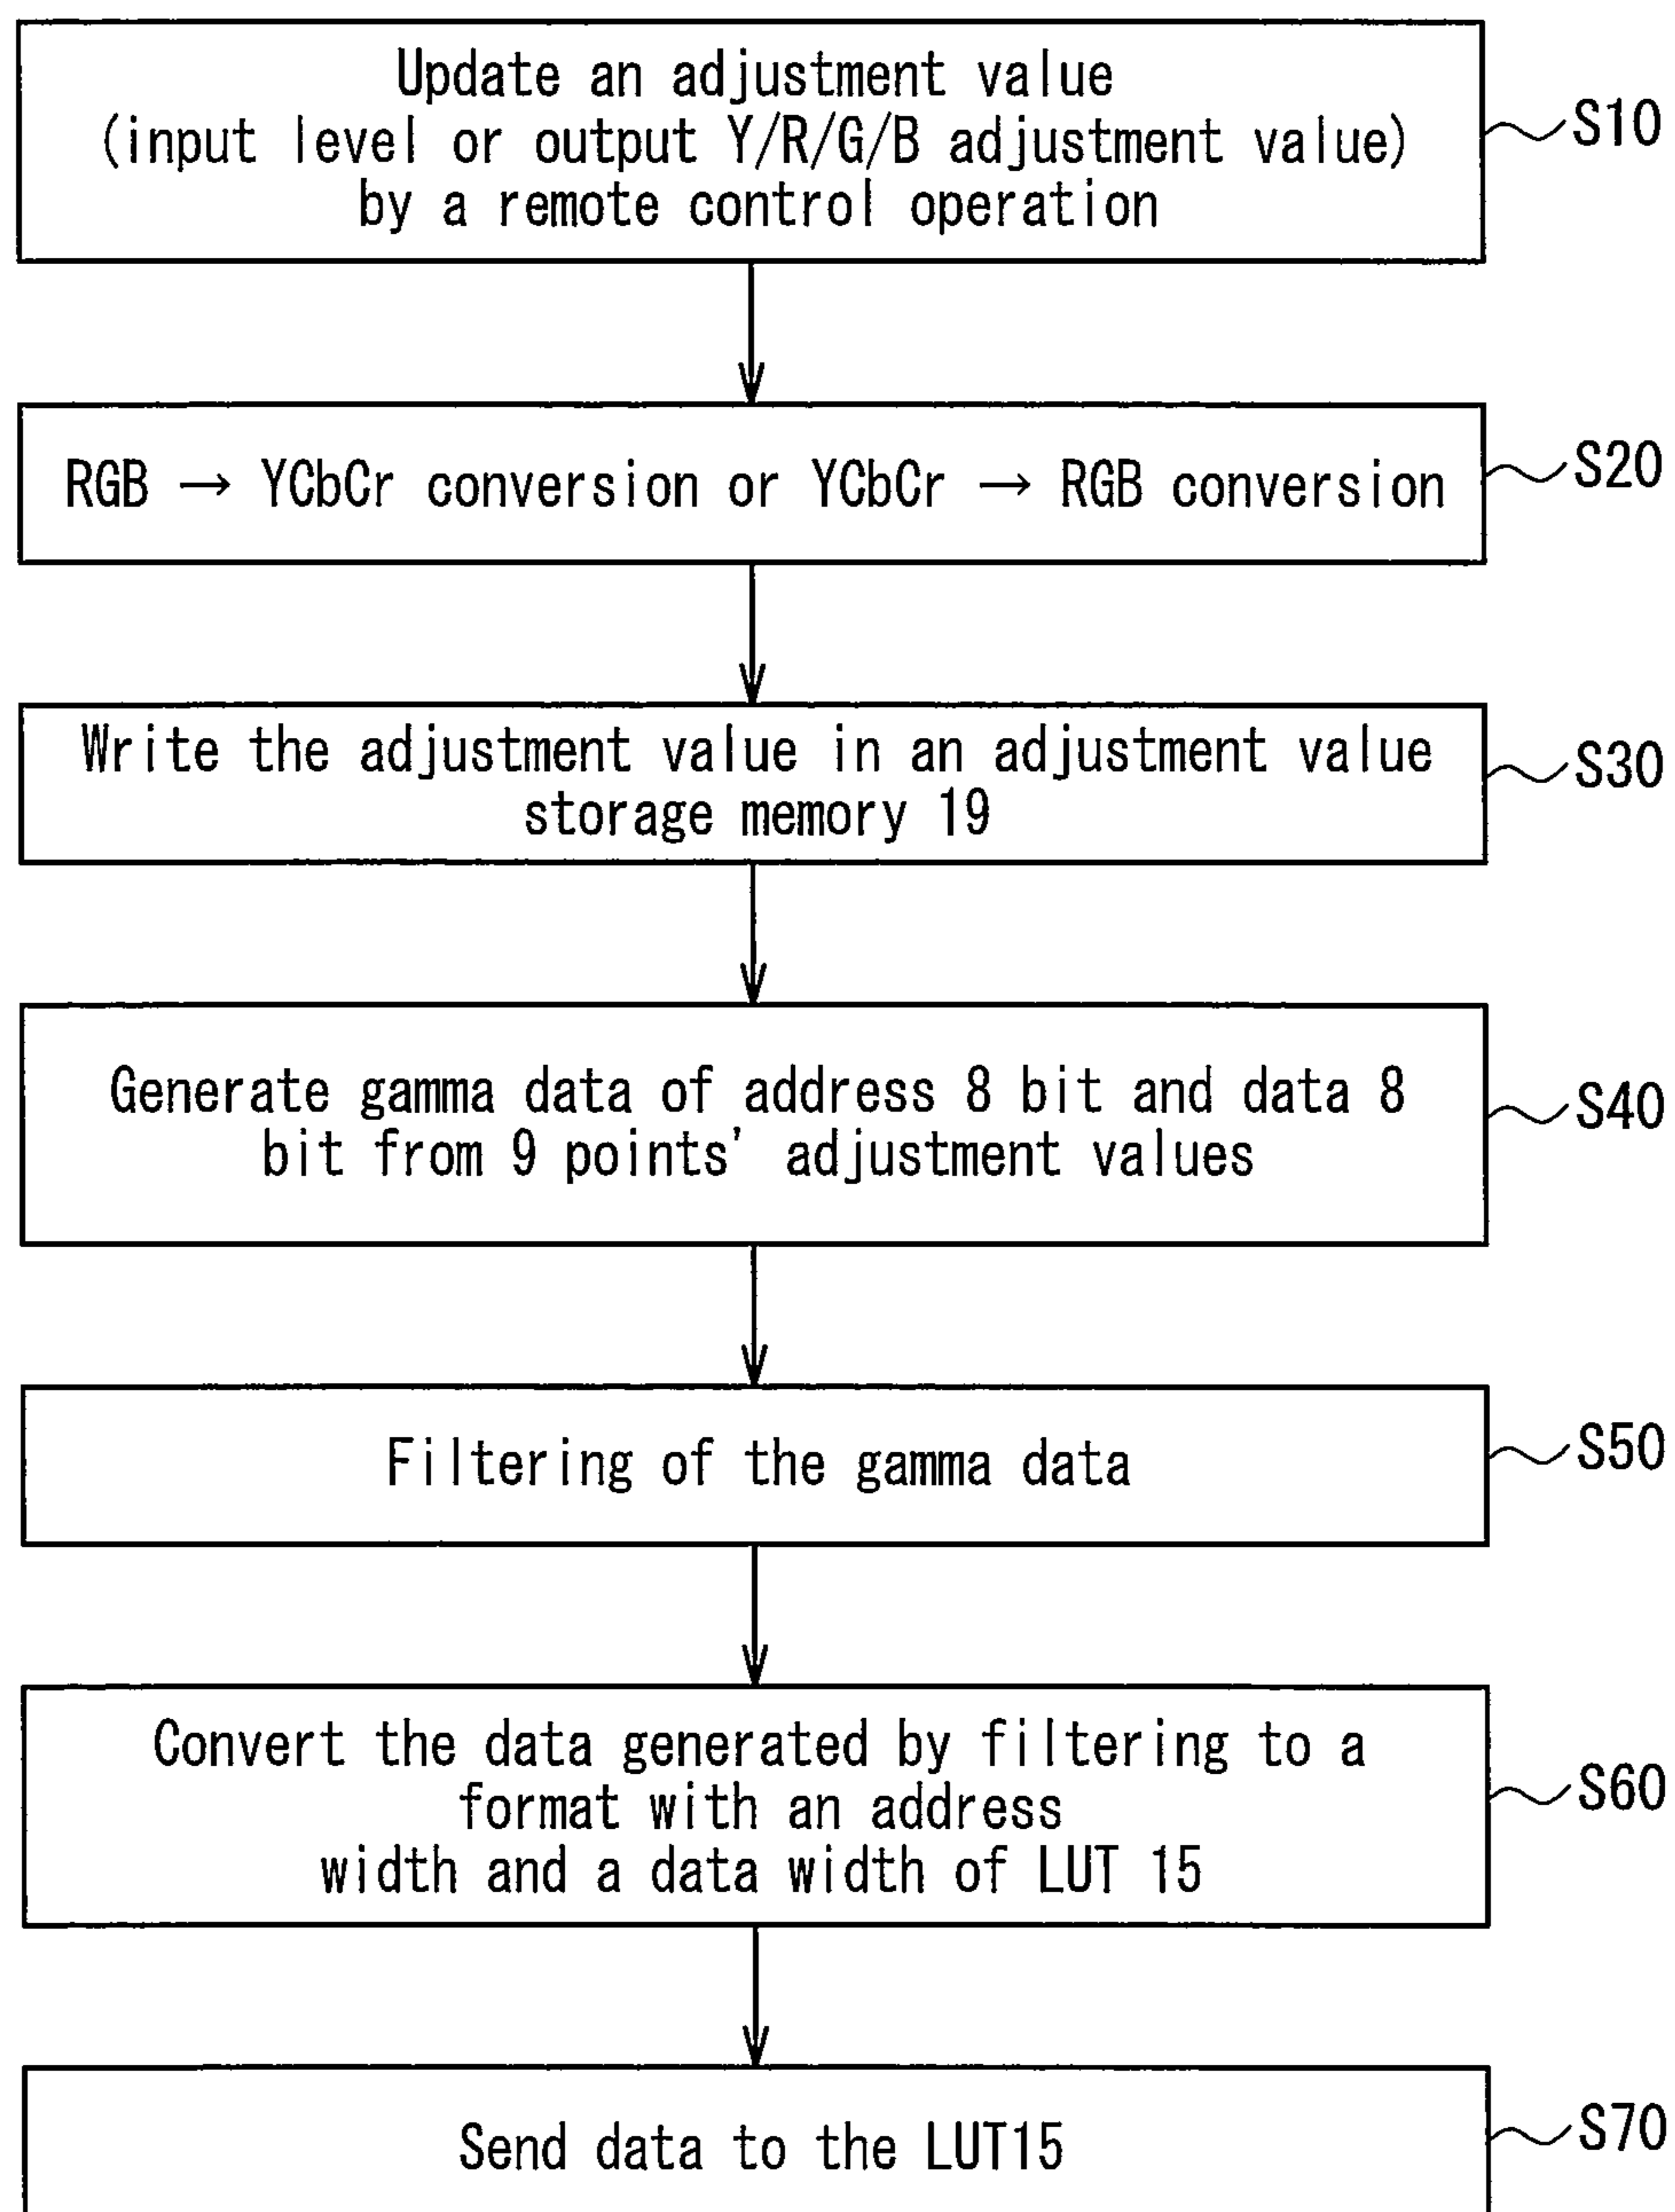 Update an adjustment value
(input level or output Y/R/G/B adjustment value)
by a remote control operation
S10
RGB → YCbCr conversion or YCbCr → RGB conversion
S20
Write the adjustment value in an adjustment value
storage memory 19
S30
Generate gamma data of address 8 bit and data 8
bit from 9 points' adjustment values
S40
Filtering of the gamma data
S50
Convert the data generated by filtering to a
format with an address
width and a data width of LUT 15
S60
Send data to the LUT15
S70